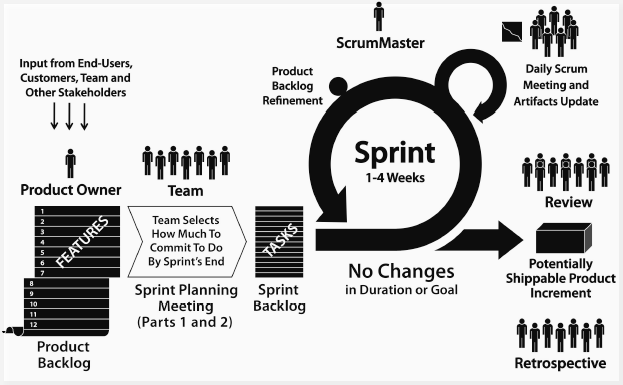 ScrumMaster
Input from End-Users,
Customers, Team and
Other Stakeholders
Product
Backlog
Refinement
Daily Scrum
Meeting and
Artifacts Update
Sprint
1-4 Weeks
Product Owner
Team
Review
1
2
3
4
5
6
7
FEATURES
8
9
10
11
12
Team Selects
How Much To
Commit To Do
By Sprint's End
TASKS
No Changes
in Duration or Goal
Potentially
Shippable Product
Increment
Sprint Planning
Meeting
(Parts 1 and 2)
Sprint
Backlog
Product
Backlog
Retrospective